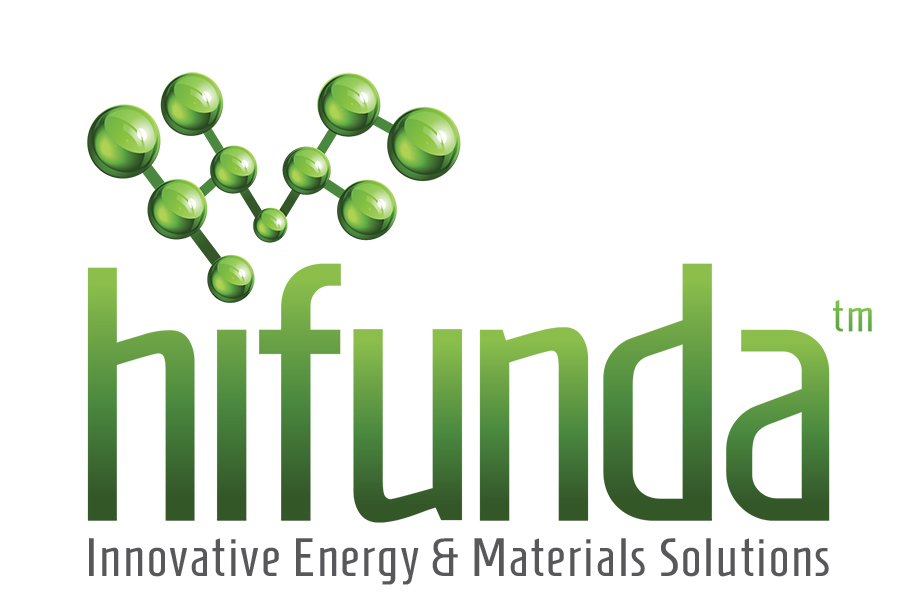 hifunda tm
Innovative Energy & Materials Solutions